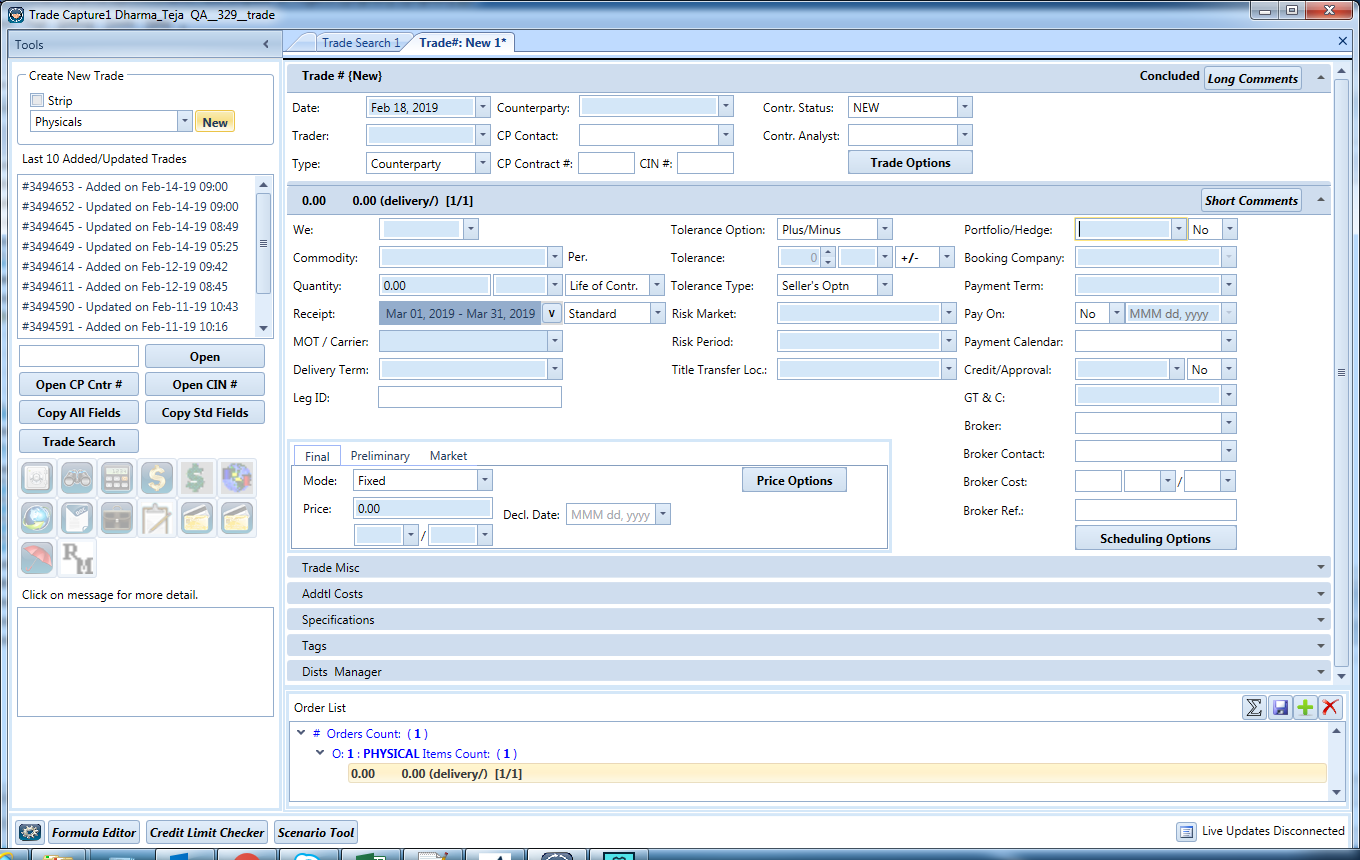 Trade Capture1 Dharma_Teja QA__329__trade
Tools
Trade Search 1
Trade#: New 1*
Create New Trade
Strip
Physicals
New
Last 10 Added/Updated Trades
#3494653 - Added on Feb-14-19 09:00
#3494652 - Updated on Feb-14-19 09:00
#3494645 - Updated on Feb-14-19 08:49
#3494649 - Updated on Feb-14-19 05:25
#3494614 - Added on Feb-12-19 09:42
#3494611 - Added on Feb-12-19 08:45
#3494590 - Updated on Feb-11-19 10:43
#3494591 - Added on Feb-11-19 10:16
Open
Open CP Cntr #
Open CIN #
Copy All Fields
Copy Std Fields
Trade Search
RM
Click on message for more detail.
Trade # {New}
Concluded
Long Comments
Date: Feb 18, 2019
Counterparty:
Contr. Status: NEW
Trader:
CP Contact:
Contr. Analyst:
Type: Counterparty
CP Contract #:
CIN #:
Trade Options
0.00 0.00 (delivery/) [1/1]
Short Comments
We:
Tolerance Option: Plus/Minus
Portfolio/Hedge: No
Commodity: Per.
Tolerance: 0 +/-
Booking Company:
Quantity: 0.00 Life of Contr.
Tolerance Type: Seller's Optn
Payment Term:
Receipt: Mar 01, 2019 - Mar 31, 2019 v Standard
Risk Market:
Pay On: No MMM dd, yyyy
MOT / Carrier:
Risk Period:
Payment Calendar:
Delivery Term:
Title Transfer Loc.:
Credit/Approval: No
Leg ID:
GT & C:
Broker:
Broker Contact:
Broker Cost: /
Broker Ref.:
Scheduling Options
Final
Preliminary
Market
Mode: Fixed
Price Options
Price: 0.00
Decl. Date: MMM dd, yyyy
/
Trade Misc
Addtl Costs
Specifications
Tags
Dists Manager
Order List
# Orders Count: ( 1 )
O: 1 : PHYSICAL Items Count: ( 1 )
0.00 0.00 (delivery/) [1/1]
Formula Editor
Credit Limit Checker
Scenario Tool
Live Updates Disconnected